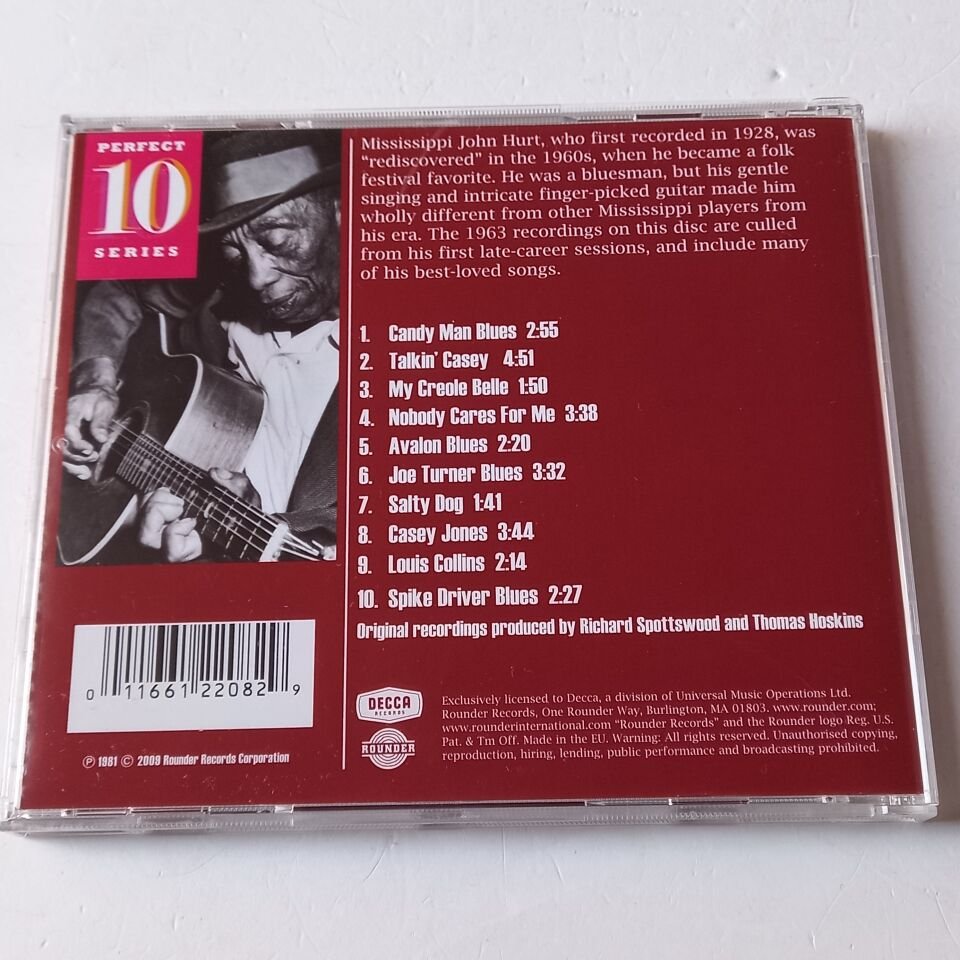 PERFECT
10
SERIES
Mississippi John Hurt, who first recorded in 1928, was
“rediscovered” in the 1960s, when he became a folk
festival favorite. He was a bluesman, but his gentle
singing and intricate finger-picked guitar made him
wholly different from other Mississippi players from
his era. The 1963 recordings on this disc are culled
from his first late-career sessions, and include many
of his best-loved songs.
1. Candy Man Blues 2:55
2. Talkin' Casey 4:51
3. My Creole Belle 1:50
4. Nobody Cares For Me 3:38
5. Avalon Blues 2:20
6. Joe Turner Blues 3:32
7. Salty Dog 1:41
8. Casey Jones 3:44
9. Louis Collins 2:14
10. Spike Driver Blues 2:27
Original recordings produced by Richard Spottswood and Thomas Hoskins
0 11661 22082 9
℗ 1981 © 2009 Rounder Records Corporation
DECCA
RECORDS
ROUNDER
Exclusively licensed to Decca, a division of Universal Music Operations Ltd.
Rounder Records, One Rounder Way, Burlington, MA 01803. www.rounder.com;
www.rounderinternational.com “Rounder Records” and the Rounder logo Reg. U.S.
Pat. & Tm Off. Made in the EU. Warning: All rights reserved. Unauthorised copying,
reproduction, hiring, lending, public performance and broadcasting prohibited.